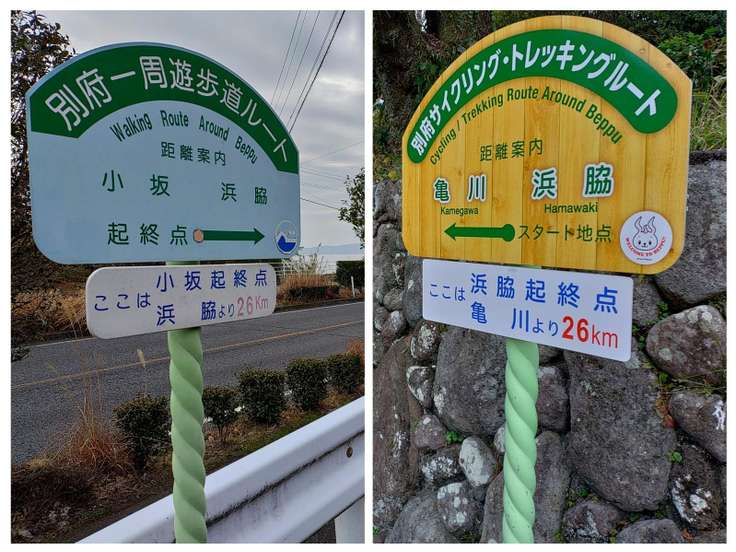 別府一周遊歩道ルート
Walking Route Around Beppu
距離案内
小坂 浜脇
起終点
ここは 小坂起終点
浜脇より26Km
別府サイクリング・トレッキングルート
Cycling / Trekking Route Around Beppu
距離案内
亀川 浜脇
Kamegawa Hamawaki
スタート地点
WELCOME TO BEPPU!
ここは 浜脇起終点
亀川より26Km